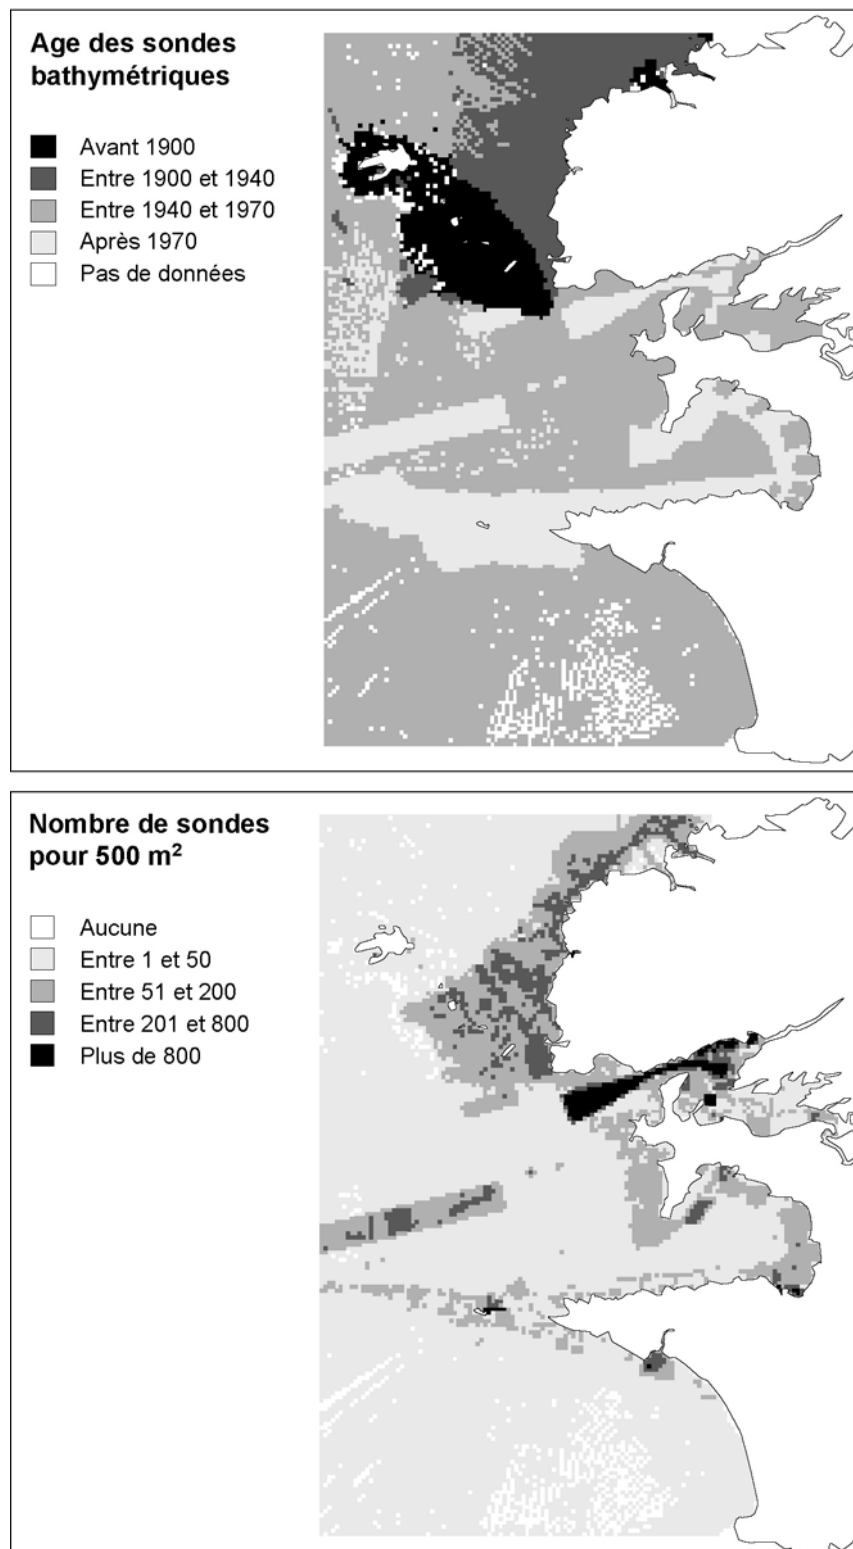 Age des sondes
bathymétriques
Avant 1900
Entre 1900 et 1940
Entre 1940 et 1970
Après 1970
Pas de données
Nombre de sondes
pour 500 m²
Aucune
Entre 1 et 50
Entre 51 et 200
Entre 201 et 800
Plus de 800